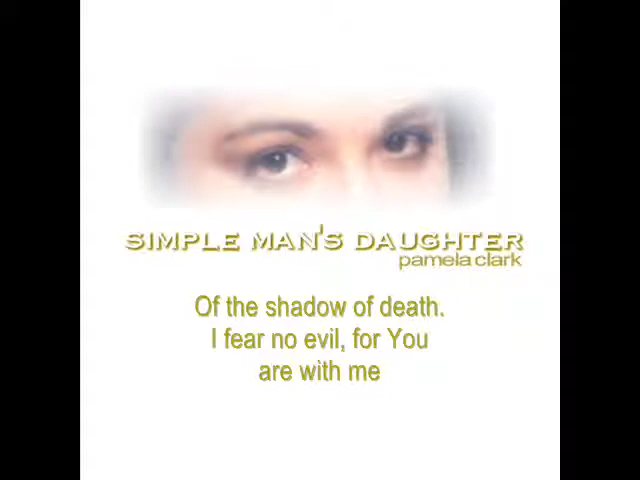 SIMPLE MAN'S DAUGHTER
pamela clark
Of the shadow of death.
I fear no evil, for You
are with me